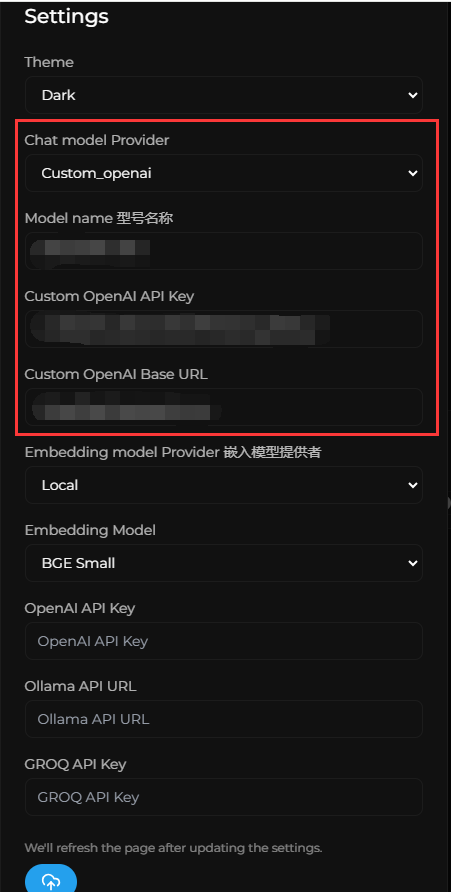 Settings
Theme
Dark
Chat model Provider
Custom_openai
Model name 型号名称
Custom OpenAI API Key
Custom OpenAI Base URL
Embedding model Provider 嵌入模型提供者
Local
Embedding Model
BGE Small
OpenAI API Key
OpenAI API Key
Ollama API URL
Ollama API URL
GROQ API Key
GROQ API Key
We'll refresh the page after updating the settings.